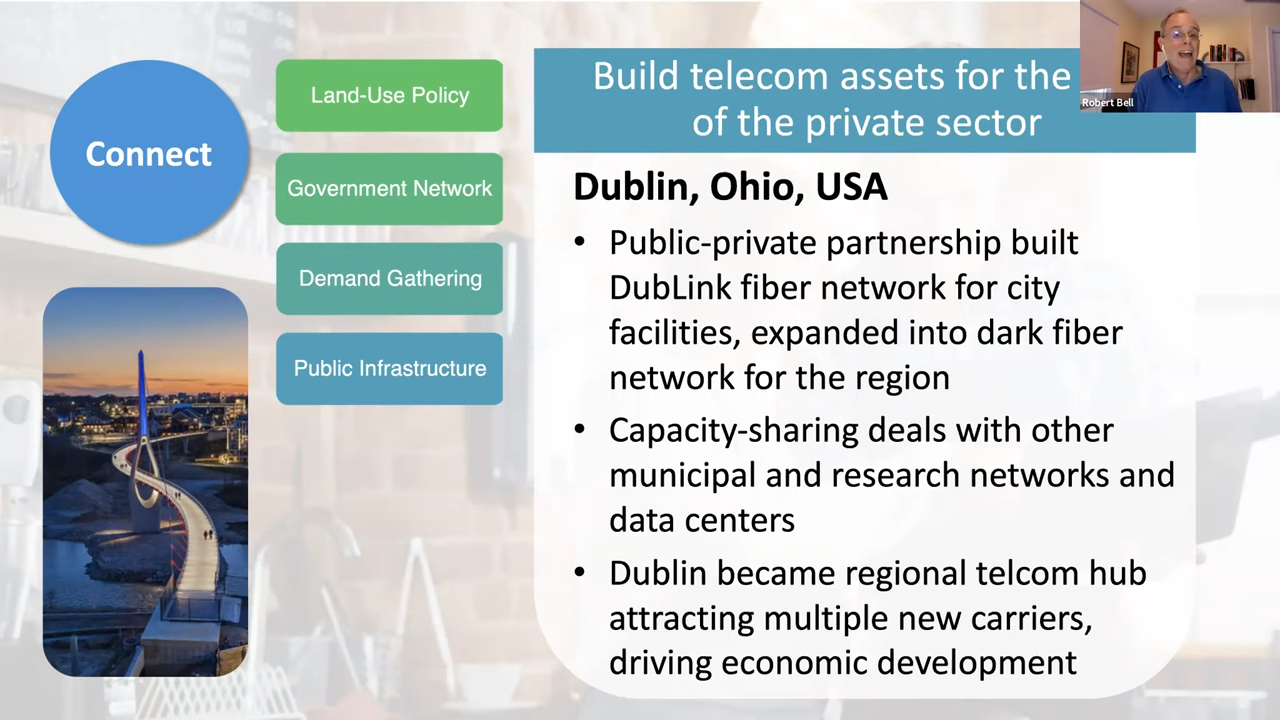 Connect
Land-Use Policy
Government Network
Demand Gathering
Public Infrastructure
Build telecom assets for the
of the private sector
Robert Bell
Dublin, Ohio, USA
• Public-private partnership built
DubLink fiber network for city
facilities, expanded into dark fiber
network for the region
• Capacity-sharing deals with other
municipal and research networks and
data centers
• Dublin became regional telcom hub
attracting multiple new carriers,
driving economic development